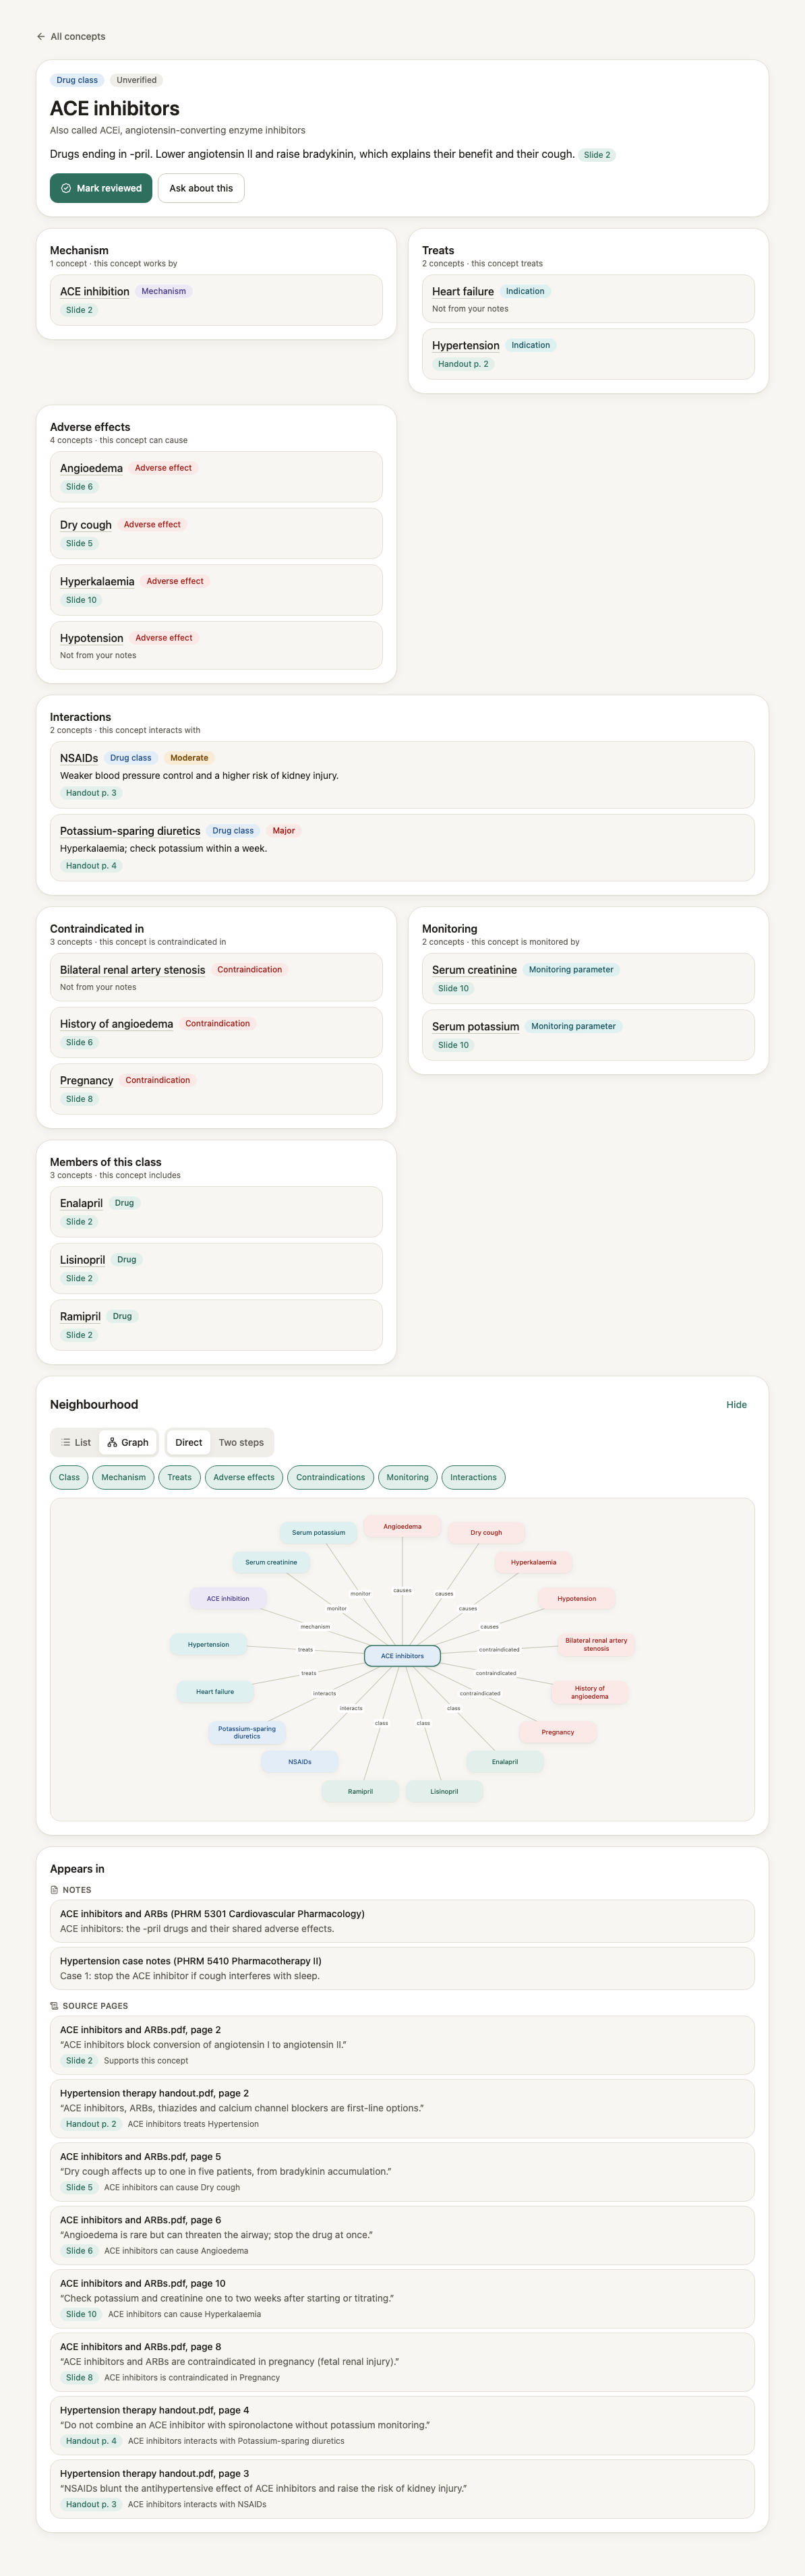 All concepts
Drug class Unverified
ACE inhibitors
Also called ACEi, angiotensin-converting enzyme inhibitors
Drugs ending in -pril. Lower angiotensin II and raise bradykinin, which explains their benefit and their cough. Slide 2
Mark reviewed Ask about this
Mechanism
1 concept · this concept works by
ACE inhibition Mechanism
Slide 2
Treats
2 concepts · this concept treats
Heart failure Indication
Not from your notes
Hypertension Indication
Handout p. 2
Adverse effects
4 concepts · this concept can cause
Angioedema Adverse effect
Slide 6
Dry cough Adverse effect
Slide 5
Hyperkalaemia Adverse effect
Slide 10
Hypotension Adverse effect
Not from your notes
Interactions
2 concepts · this concept interacts with
NSAIDs Drug class Moderate
Weaker blood pressure control and a higher risk of kidney injury.
Handout p. 3
Potassium-sparing diuretics Drug class Major
Hyperkalaemia; check potassium within a week.
Handout p. 4
Contraindicated in
3 concepts · this concept is contraindicated in
Bilateral renal artery stenosis Contraindication
Not from your notes
History of angioedema Contraindication
Slide 6
Pregnancy Contraindication
Slide 8
Monitoring
2 concepts · this concept is monitored by
Serum creatinine Monitoring parameter
Slide 10
Serum potassium Monitoring parameter
Slide 10
Members of this class
3 concepts · this concept includes
Enalapril Drug
Slide 2
Lisinopril Drug
Slide 2
Ramipril Drug
Slide 2
Neighbourhood Hide
List Graph Direct Two steps
Class Mechanism Treats Adverse effects Contraindications Monitoring Interactions
Angioedema
Serum potassium Dry cough
Serum creatinine Hyperkalaemia
monitor causes causes
ACE inhibition Hypotension
monitor causes
mechanism causes
Bilateral renal artery
Hypertension treats contraindicated stenosis
ACE inhibitors
treats contraindicated
Heart failure History of
angioedema
interacts contraindicated
interacts class
class class
Potassium-sparing
diuretics Pregnancy
NSAIDs Enalapril
Ramipril Lisinopril
Appears in
NOTES
ACE inhibitors and ARBs (PHRM 5301 Cardiovascular Pharmacology)
ACE inhibitors: the -pril drugs and their shared adverse effects.
Hypertension case notes (PHRM 5410 Pharmacotherapy II)
Case 1: stop the ACE inhibitor if cough interferes with sleep.
SOURCE PAGES
ACE inhibitors and ARBs.pdf, page 2
“ACE inhibitors block conversion of angiotensin I to angiotensin II.”
Slide 2 Supports this concept
Hypertension therapy handout.pdf, page 2
“ACE inhibitors, ARBs, thiazides and calcium channel blockers are first-line options.”
Handout p. 2 ACE inhibitors treats Hypertension
ACE inhibitors and ARBs.pdf, page 5
“Dry cough affects up to one in five patients, from bradykinin accumulation.”
Slide 5 ACE inhibitors can cause Dry cough
ACE inhibitors and ARBs.pdf, page 6
“Angioedema is rare but can threaten the airway; stop the drug at once.”
Slide 6 ACE inhibitors can cause Angioedema
ACE inhibitors and ARBs.pdf, page 10
“Check potassium and creatinine one to two weeks after starting or titrating.”
Slide 10 ACE inhibitors can cause Hyperkalaemia
ACE inhibitors and ARBs.pdf, page 8
“ACE inhibitors and ARBs are contraindicated in pregnancy (fetal renal injury).”
Slide 8 ACE inhibitors is contraindicated in Pregnancy
Hypertension therapy handout.pdf, page 4
“Do not combine an ACE inhibitor with spironolactone without potassium monitoring.”
Handout p. 4 ACE inhibitors interacts with Potassium-sparing diuretics
Hypertension therapy handout.pdf, page 3
“NSAIDs blunt the antihypertensive effect of ACE inhibitors and raise the risk of kidney injury.”
Handout p. 3 ACE inhibitors interacts with NSAIDs